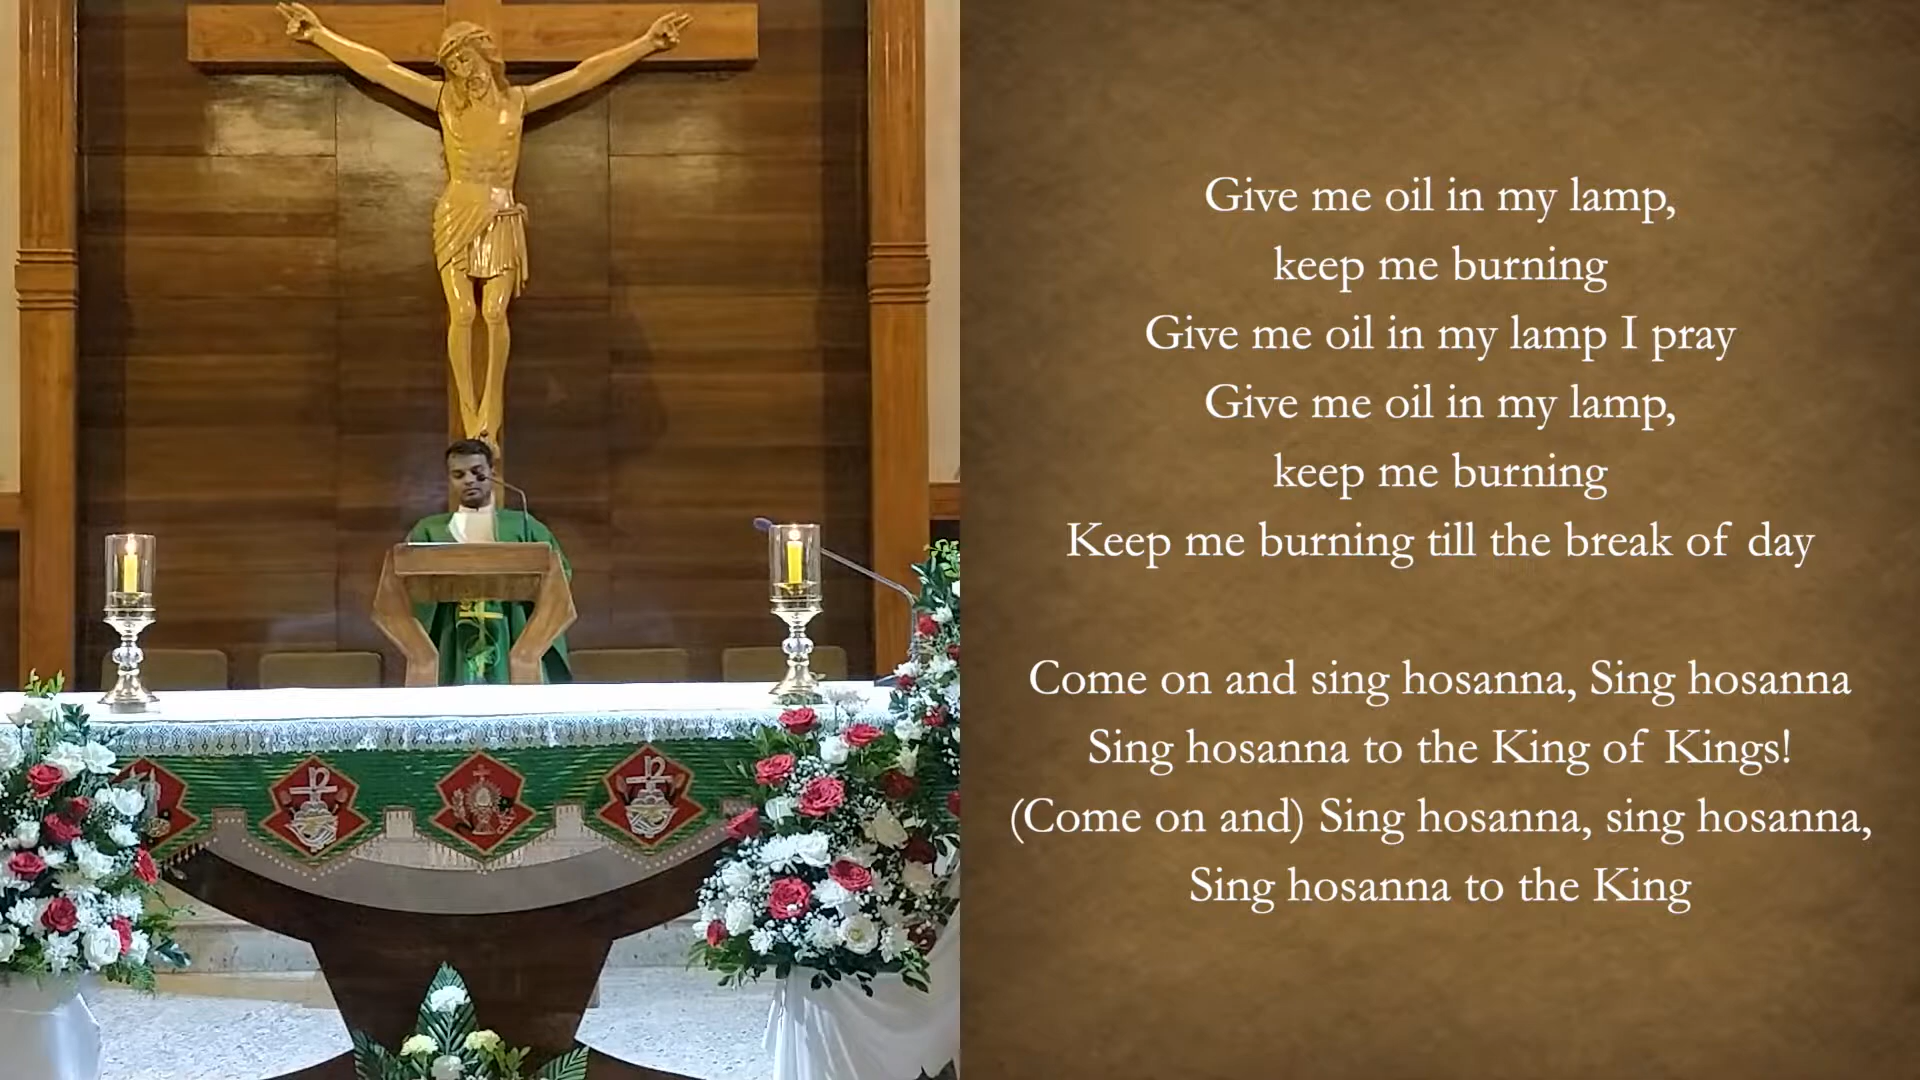 Give me oil in my lamp,
keep me burning
Give me oil in my lamp I pray
Give me oil in my lamp,
keep me burning
Keep me burning till the break of day
Come on and sing hosanna, Sing hosanna
Sing hosanna to the King of Kings!
(Come on and) Sing hosanna, sing hosanna,
Sing hosanna to the King